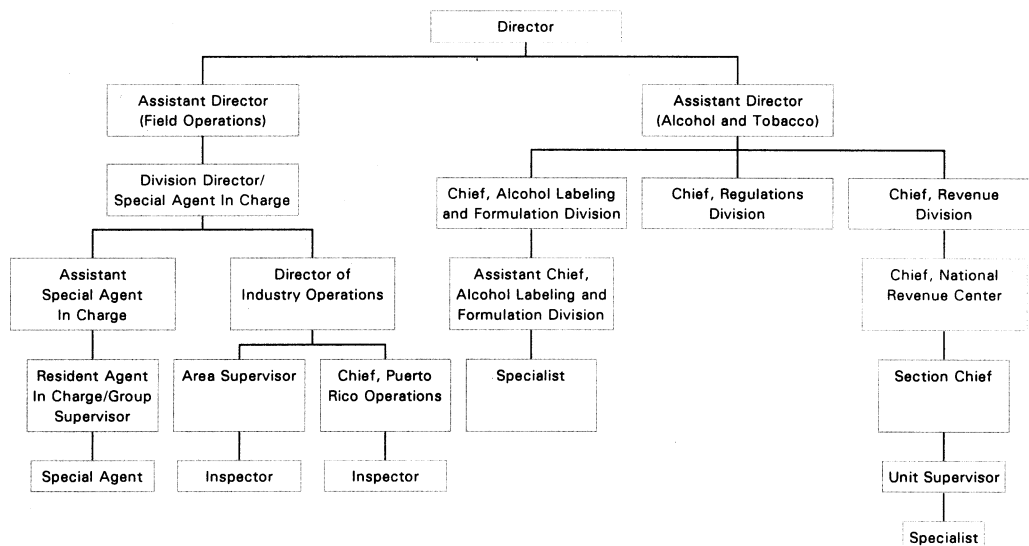 Director
Assistant Director
(Field Operations)
Assistant Director
(Alcohol and Tobacco)
Division Director/
Special Agent In Charge
Chief, Alcohol Labeling
and Formulation Division
Chief, Regulations
Division
Chief, Revenue
Division
Assistant
Special Agent
In Charge
Director of
Industry Operations
Assistant Chief,
Alcohol Labeling and
Formulation Division
Chief, National
Revenue Center
Resident Agent
In Charge/Group
Supervisor
Area Supervisor
Chief, Puerto
Rico Operations
Specialist
Section Chief
Special Agent
Inspector
Inspector
Unit Supervisor
Specialist